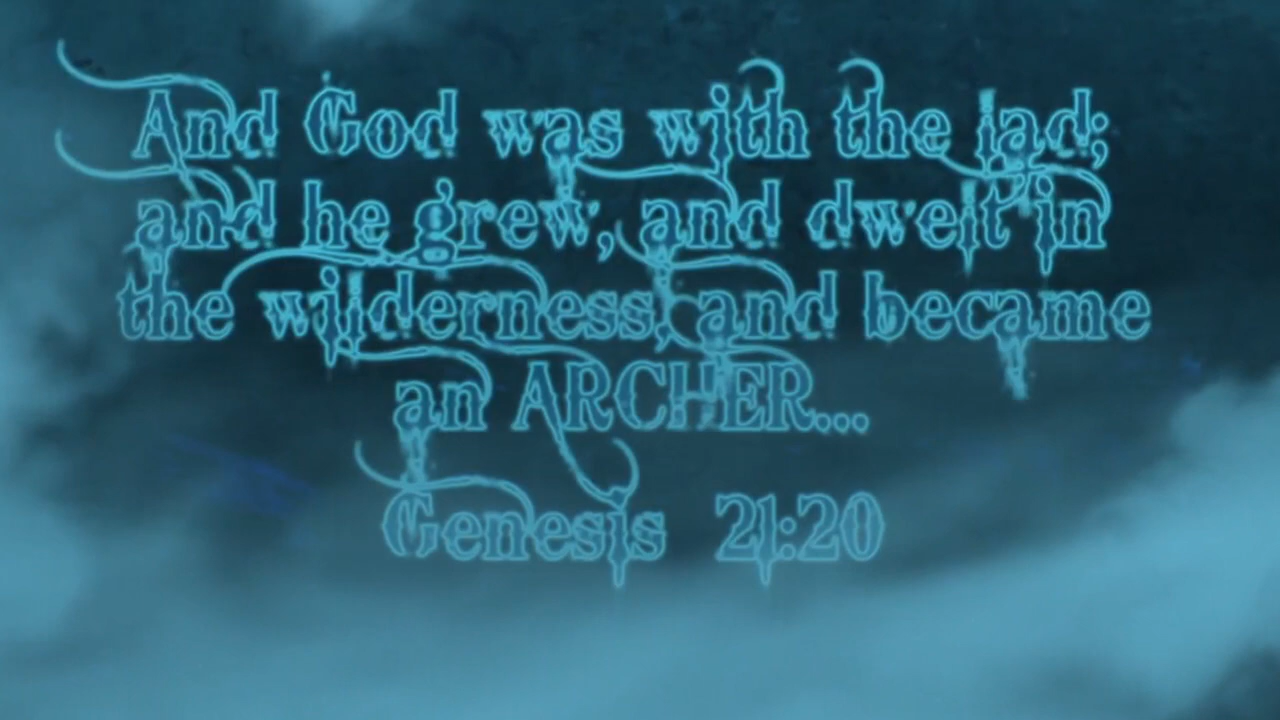 And God was with the lad;
and he grew, and dwelt in
the wilderness, and became
an ARCHER...
Genesis 21:20